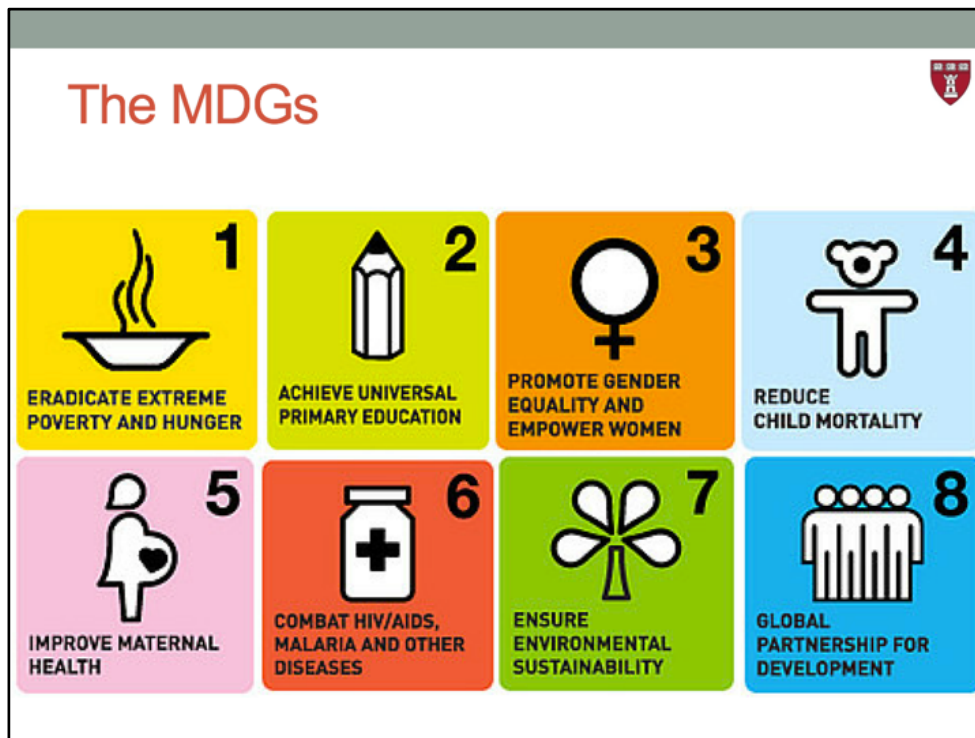 The MDGs
1
ERADICATE EXTREME
POVERTY AND HUNGER
2
ACHIEVE UNIVERSAL
PRIMARY EDUCATION
3
PROMOTE GENDER
EQUALITY AND
EMPOWER WOMEN
4
REDUCE
CHILD MORTALITY
5
IMPROVE MATERNAL
HEALTH
6
COMBAT HIV/AIDS,
MALARIA AND OTHER
DISEASES
7
ENSURE
ENVIRONMENTAL
SUSTAINABILITY
8
GLOBAL
PARTNERSHIP FOR
DEVELOPMENT